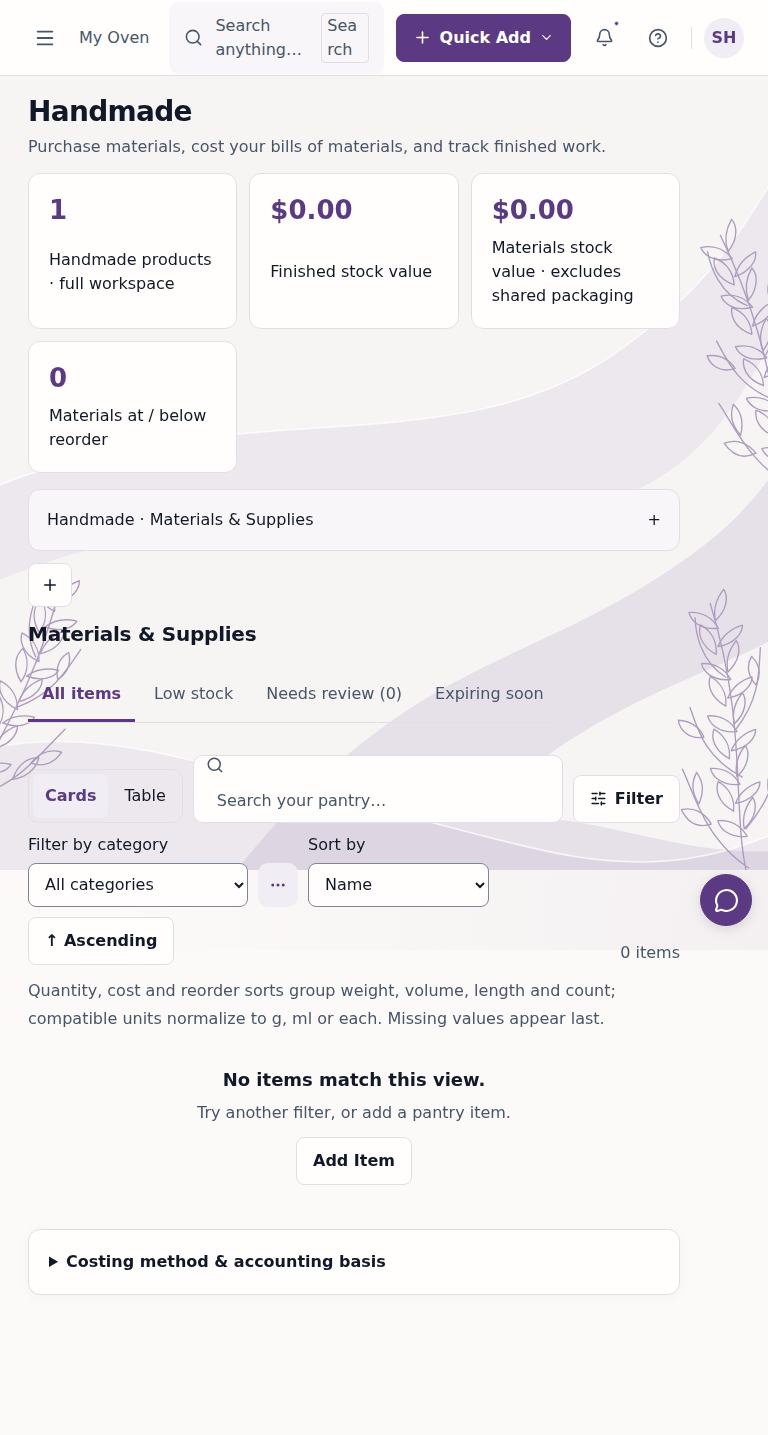 My Oven
Search anything…
Search
Quick Add
SH
Handmade
Purchase materials, cost your bills of materials, and track finished work.
1
Handmade products
· full workspace
$0.00
Finished stock value
$0.00
Materials stock
value · excludes
shared packaging
0
Materials at / below
reorder
Handmade · Materials & Supplies +
+
Materials & Supplies
All items Low stock Needs review (0) Expiring soon
Cards Table
Search your pantry…
Filter
Filter by category
Sort by
All categories
...
Name
↑ Ascending
0 items
Quantity, cost and reorder sorts group weight, volume, length and count;
compatible units normalize to g, ml or each. Missing values appear last.
No items match this view.
Try another filter, or add a pantry item.
Add Item
▶ Costing method & accounting basis